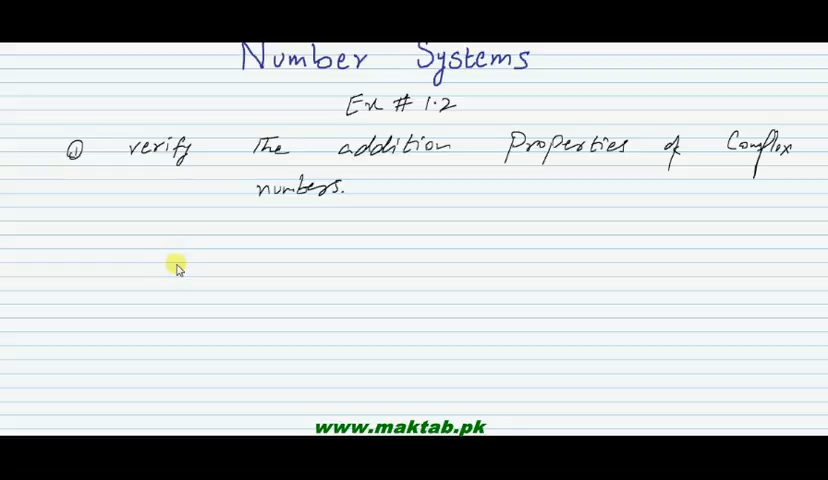 Number Systems
Ex # 1.2
① verify The addition Properties of Complex
numbers.
www.maktab.pk